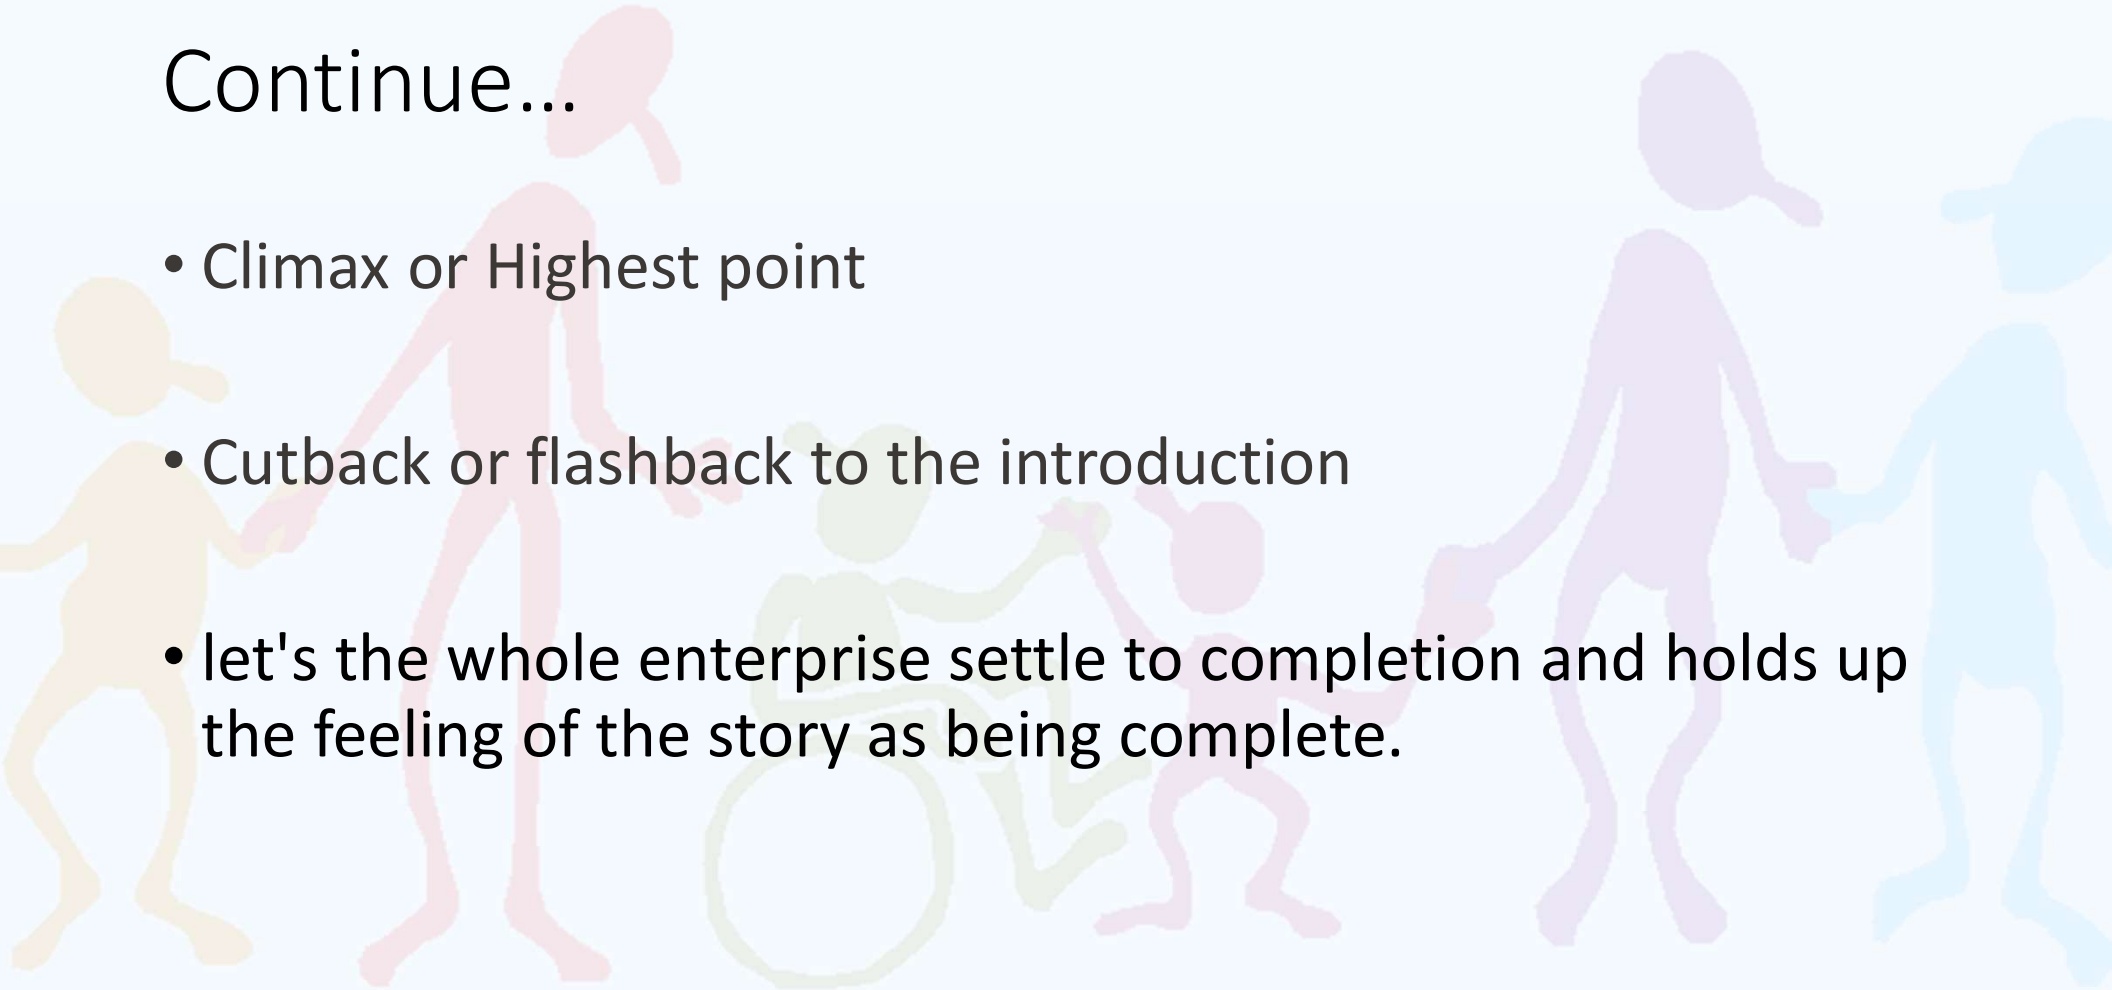 Continue...
• Climax or Highest point
• Cutback or flashback to the introduction
• let's the whole enterprise settle to completion and holds up
the feeling of the story as being complete.